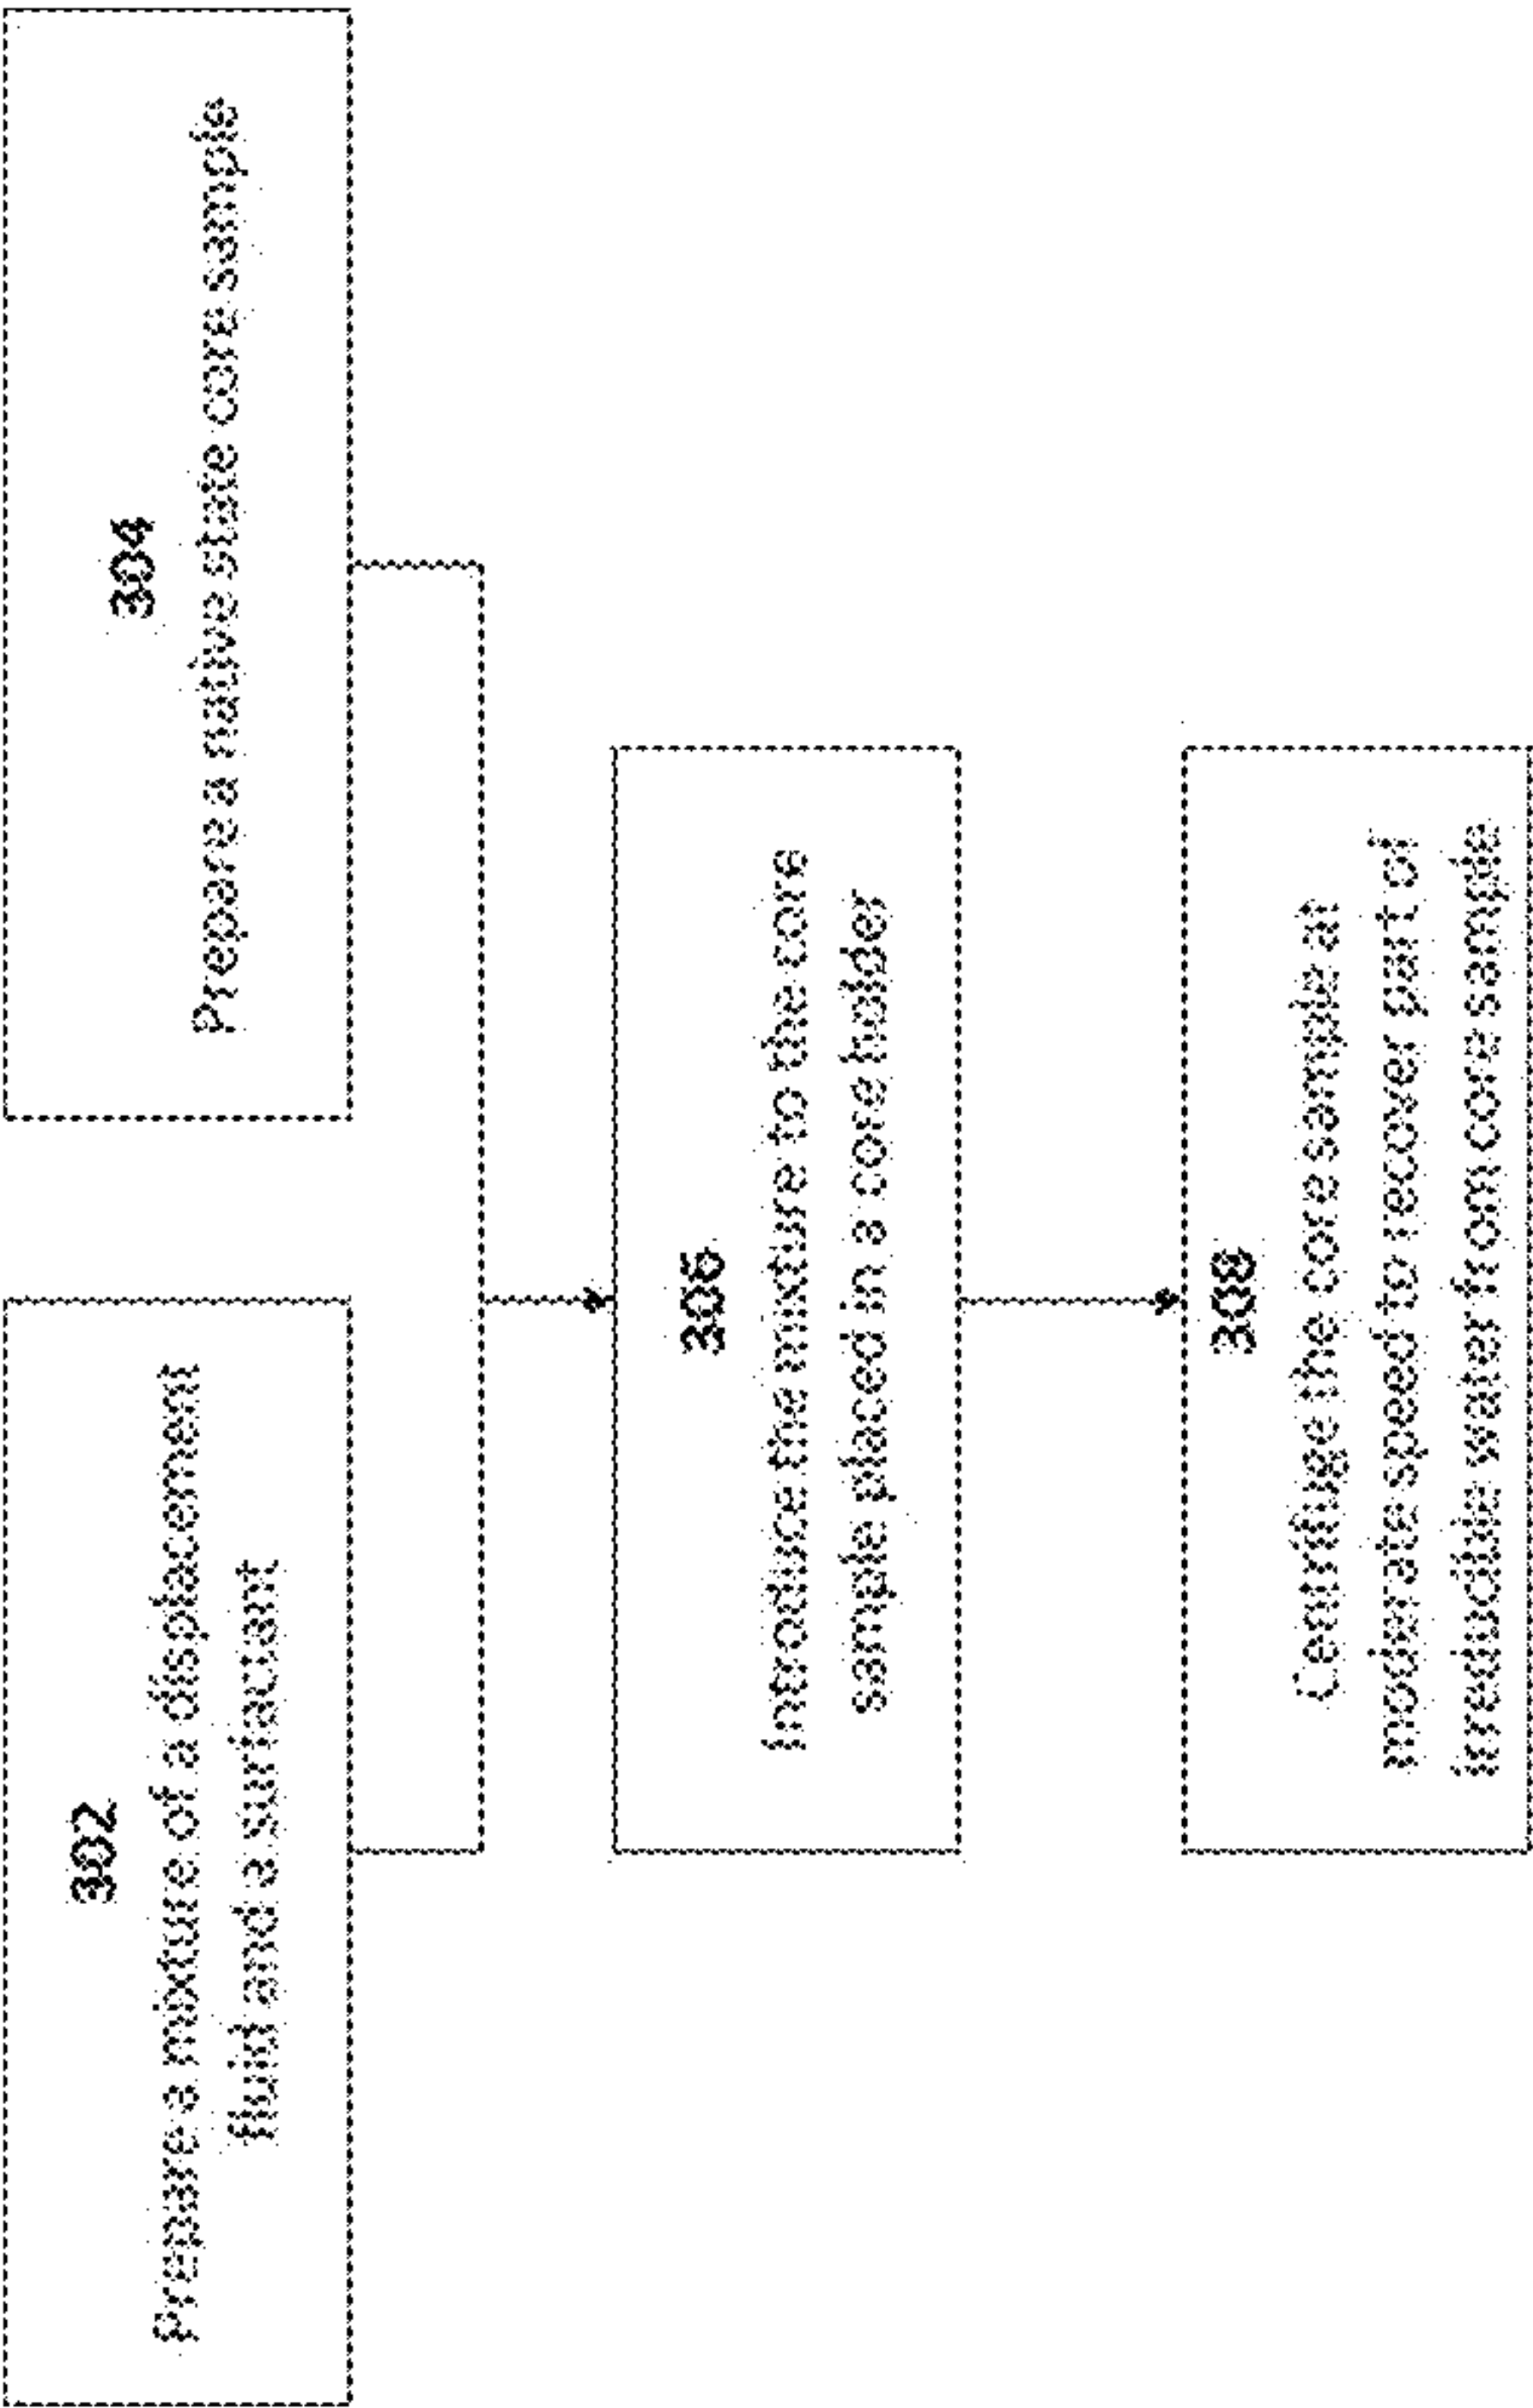 302
Prepare a mixture of a displacement
fluid and a surfactant
304
Prepare a native state core sample
306
Introduce the mixture to the core
sample placed in a core holder
308
Centrifuge the core sample at
moderate speed to recover part of
irreducible water from core sample